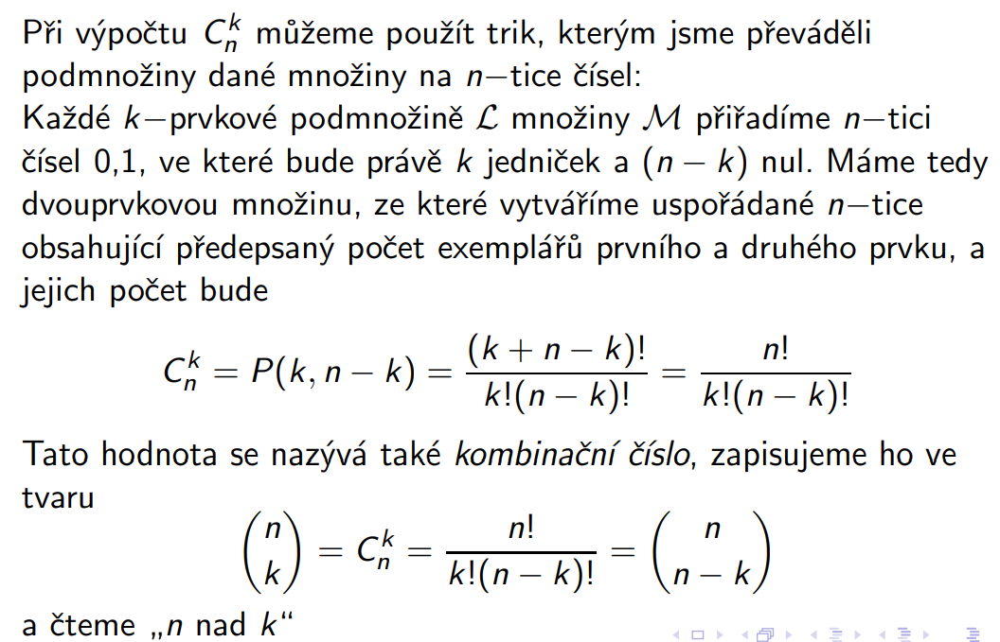 Při výpočtu $C_n^k$ můžeme použít trik, kterým jsme převáděli
podmnožiny dané množiny na $n-$tice čísel:
Každé $k-$prvkové podmnožině $\mathcal{L}$ množiny $\mathcal{M}$ přiřadíme $n-$tici
čísel 0,1, ve které bude právě $k$ jedniček a $(n-k)$ nul. Máme tedy
dvouprvkovou množinu, ze které vytváříme uspořádané $n-$tice
obsahující předepsaný počet exemplářů prvního a druhého prvku, a
jejich počet bude
$C_n^k = P(k, n-k) = \frac{(k+n-k)!}{k!(n-k)!} = \frac{n!}{k!(n-k)!}$
Tato hodnota se nazývá také kombinační číslo, zapisujeme ho ve
tvaru
$\binom{n}{k} = C_n^k = \frac{n!}{k!(n-k)!} = \binom{n}{n-k}$
a čteme „$n$ nad $k$“